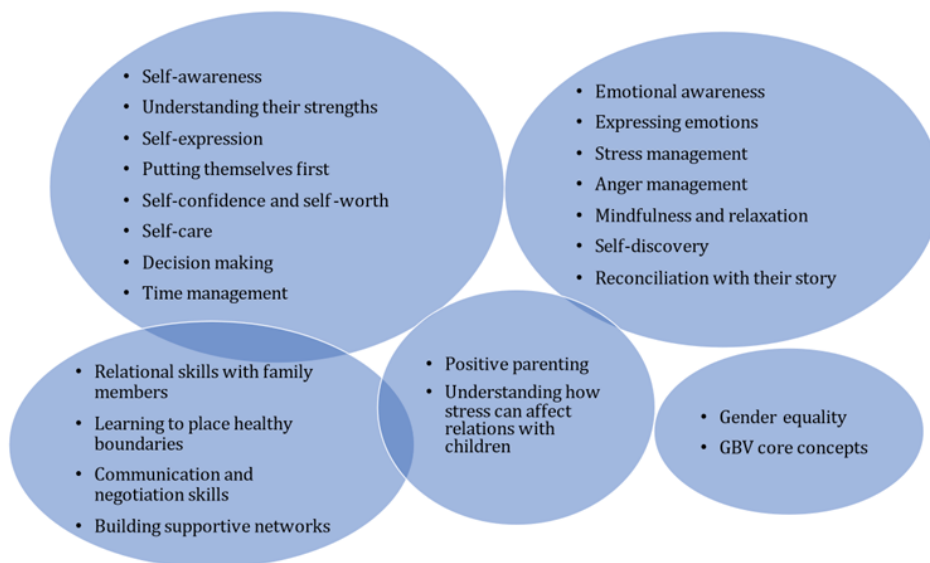 • Self-awareness
• Understanding their strengths
• Self-expression
• Putting themselves first
• Self-confidence and self-worth
• Self-care
• Decision making
• Time management
• Emotional awareness
• Expressing emotions
• Stress management
• Anger management
• Mindfulness and relaxation
• Self-discovery
• Reconciliation with their story
• Relational skills with family
members
• Learning to place healthy
boundaries
• Communication and
negotiation skills
• Building supportive networks
• Positive parenting
• Understanding how
stress can affect
relations with
children
• Gender equality
• GBV core concepts